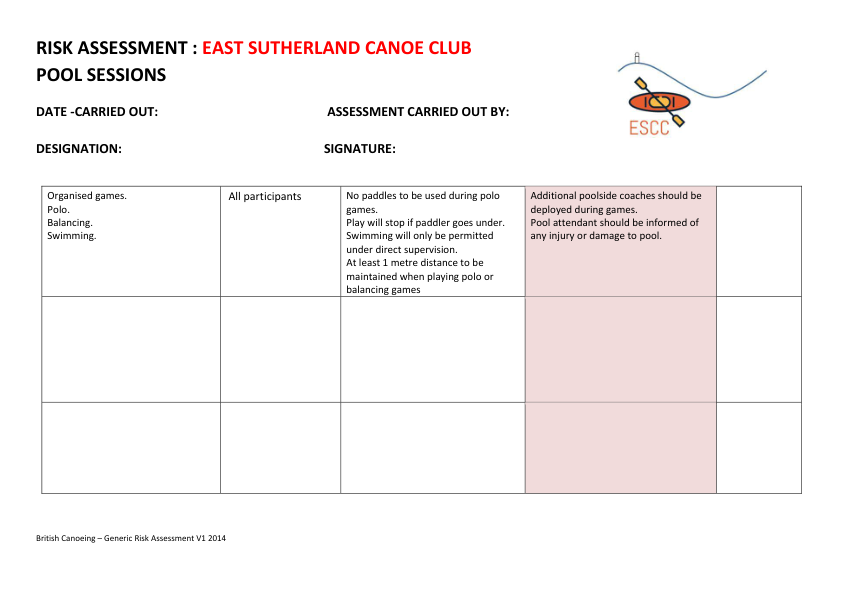 RISK ASSESSMENT : EAST SUTHERLAND CANOE CLUB
POOL SESSIONS
DATE -CARRIED OUT: ASSESSMENT CARRIED OUT BY:
ESCC
DESIGNATION: SIGNATURE:
Organised games.
Polo.
Balancing.
Swimming.
All participants
No paddles to be used during polo
games.
Play will stop if paddler goes under.
Swimming will only be permitted
under direct supervision.
At least 1 metre distance to be
maintained when playing polo or
balancing games
Additional poolside coaches should be
deployed during games.
Pool attendant should be informed of
any injury or damage to pool.
British Canoeing – Generic Risk Assessment V1 2014